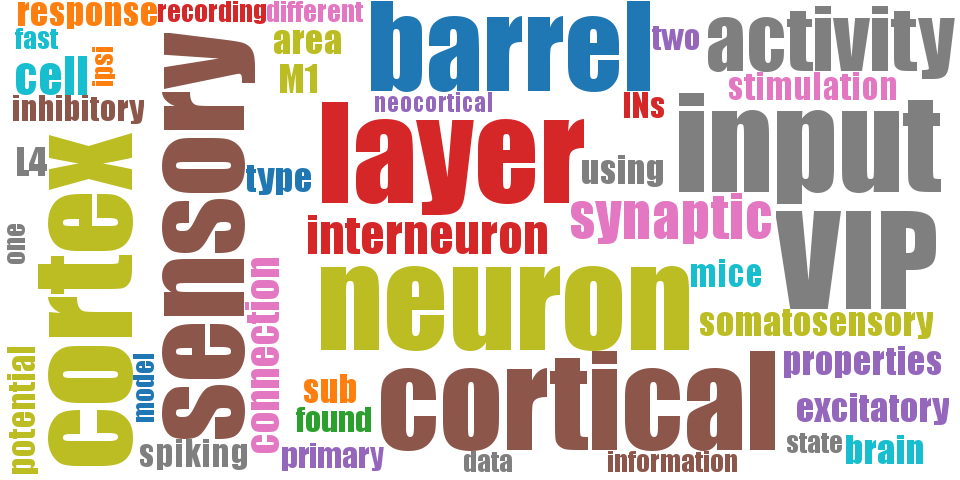 response
recording
different
barrel
two
activity
fast
area
cell
ipsi
M1
stimulation
neocortical
INs
inhibitory
sensory
layer
input
cortex
L4
type
using
synaptic
VIP
one
interneuron
connection
neuron
mice
somatosensory
potential
model
sub
found
cortical
properties
excitatory
spiking
primary
data
information
state
brain